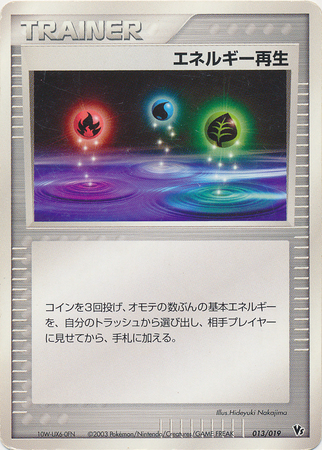 TRAINER
エネルギー再生
コインを3回投げ、オモテの数ぶんの基本エネルギー
を、自分のトラッシュから選び出し、相手プレイヤー
に見せてから、手札に加える。
Illus.Hideyuki Nakajima
10W-UX6-0FN ©2003 Pokémon/Nintendo/Creatures/GAME FREAK. 013/019 VS